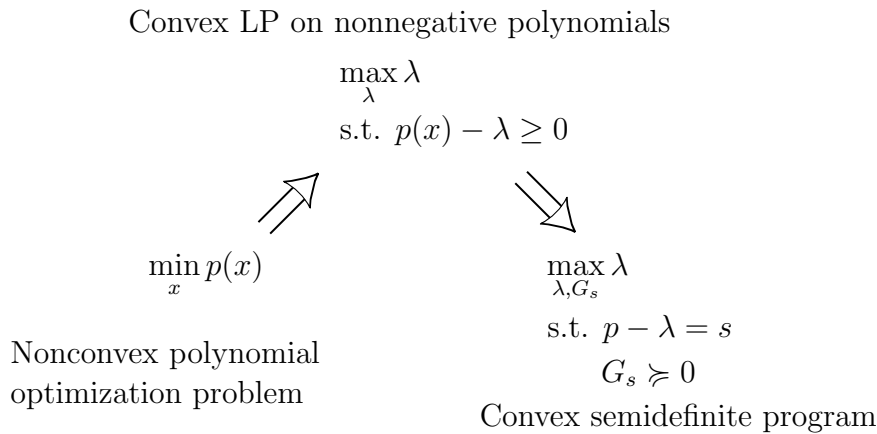 Convex LP on nonnegative polynomials
max λ
λ
s.t. p(x) − λ ≥ 0
min p(x)
x
max λ
λ,G_s
s.t. p − λ = s
G_s ≽ 0
Nonconvex polynomial
optimization problem
Convex semidefinite program